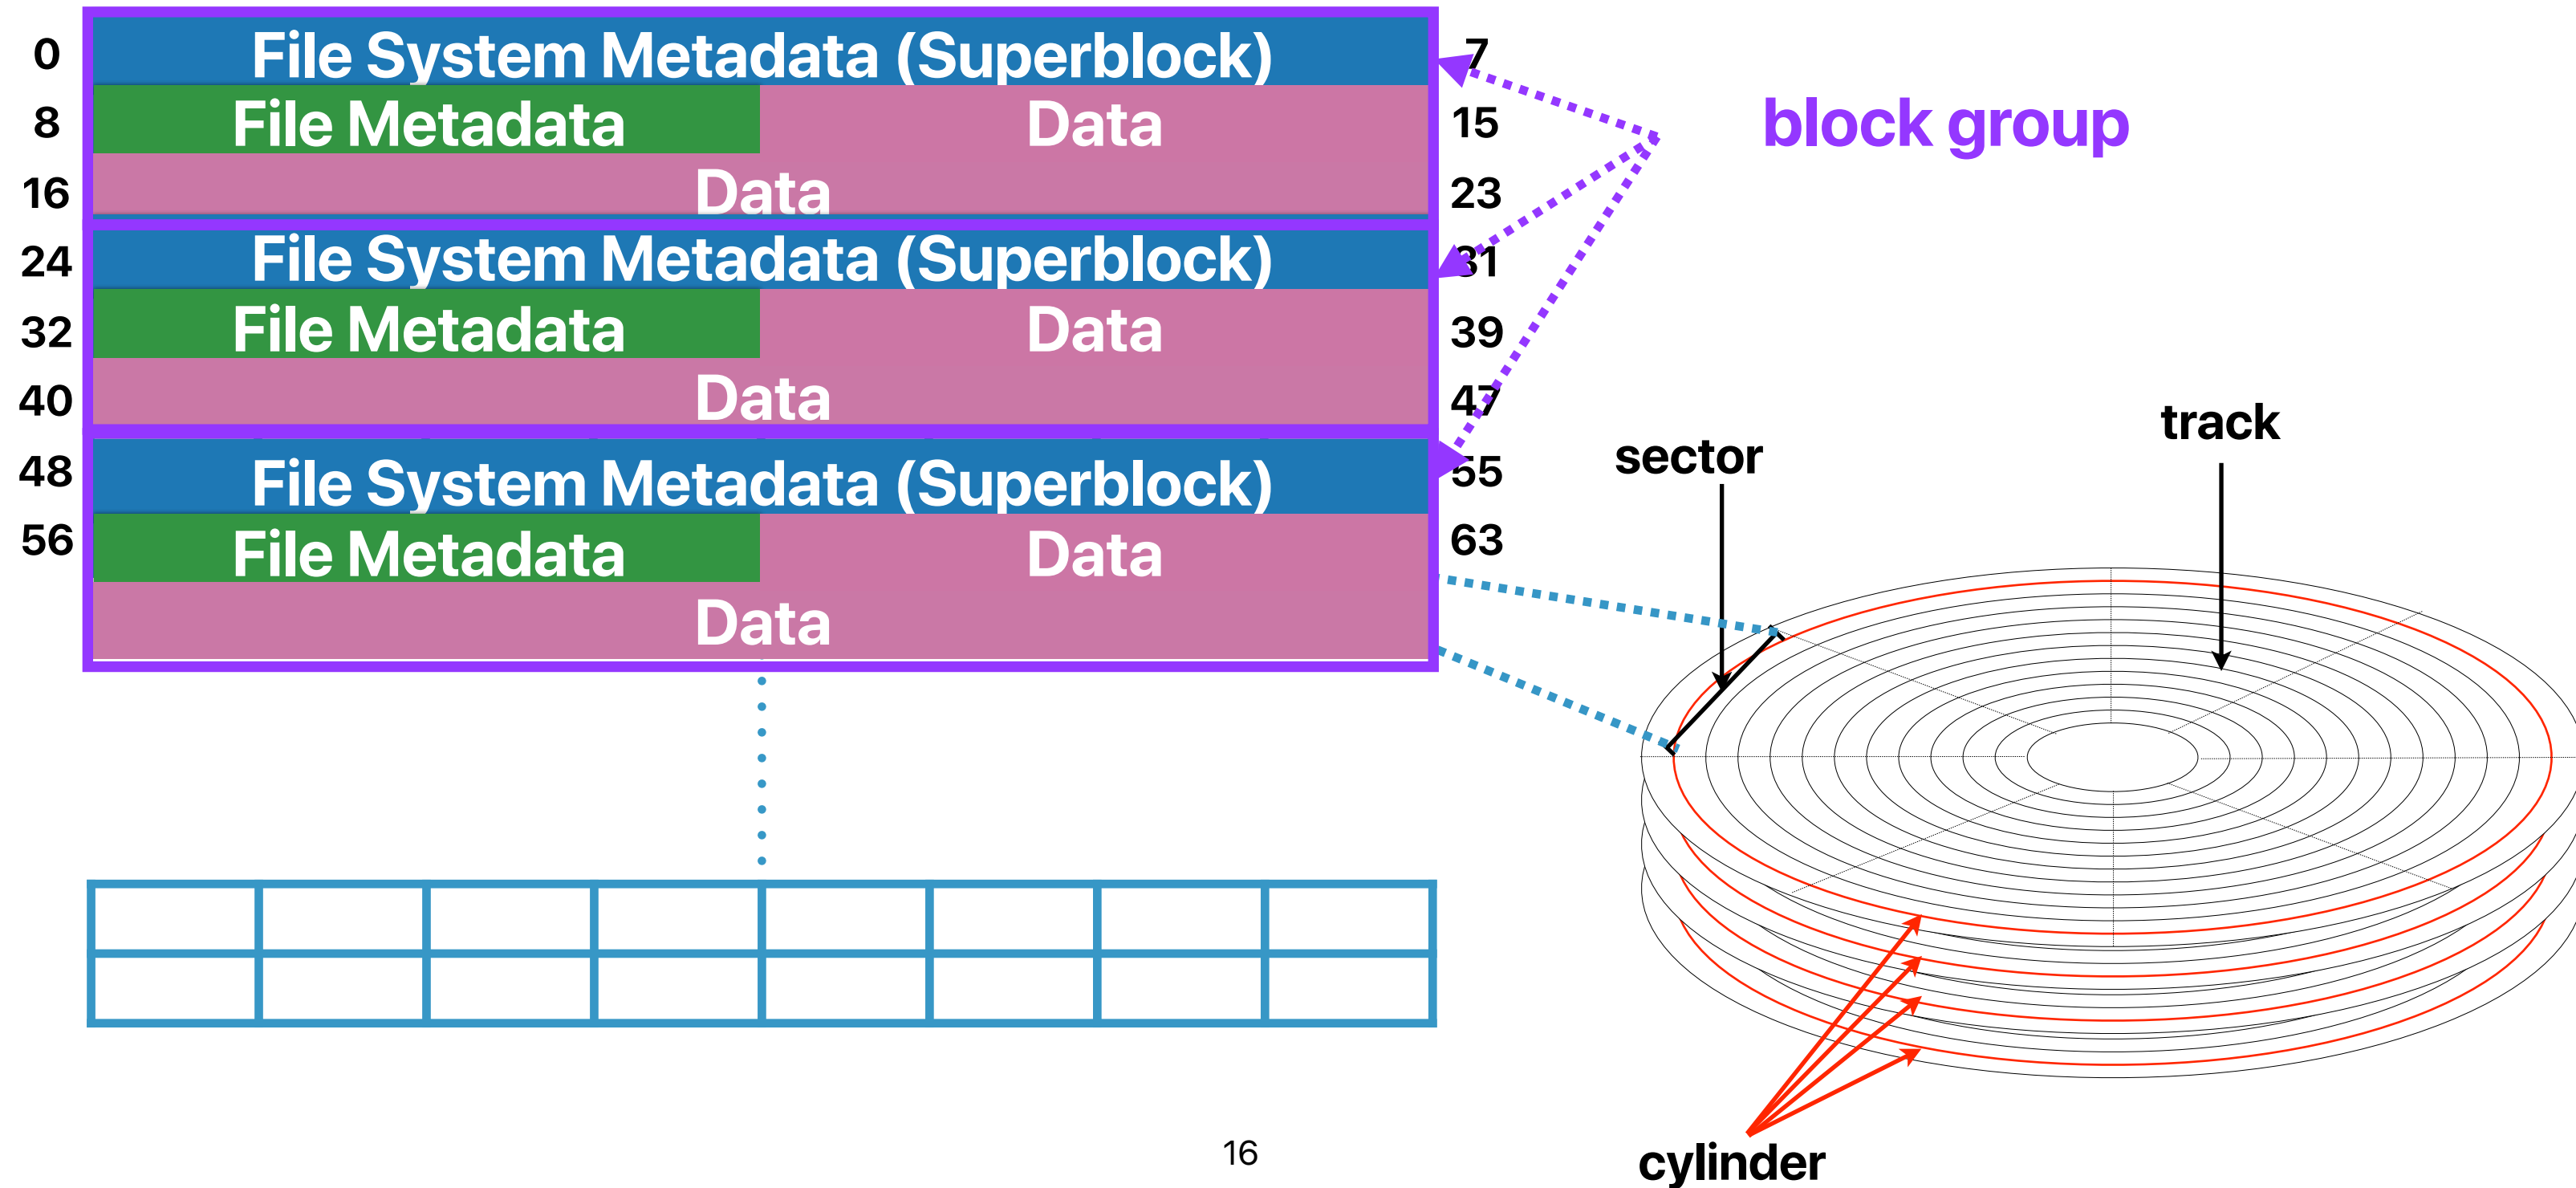 0 File System Metadata (Superblock) 7
8 File Metadata Data 15
16 Data 23
block group
24 File System Metadata (Superblock) 31
32 File Metadata Data 39
40 Data 47
48 File System Metadata (Superblock) 55
56 File Metadata Data 63
Data
sector
track
cylinder
16